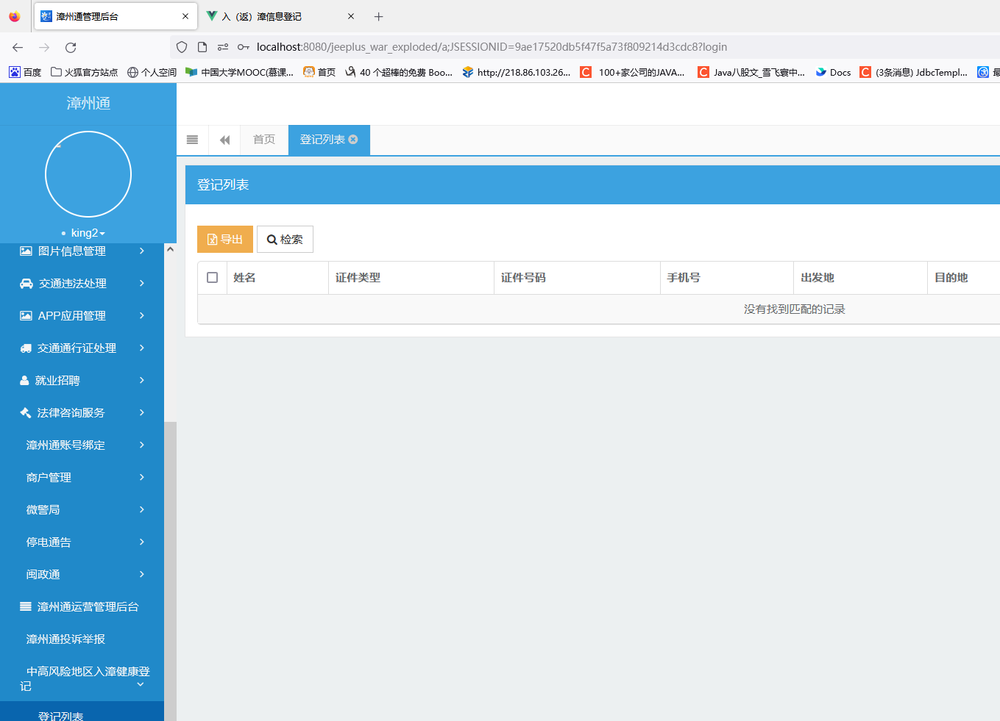 漳州通管理后台
入（返）漳信息登记
localhost:8080/jeeplus_war_exploded/a;JSESSIONID=9ae17520db5f47f5a73f809214d3cdc8?login
百度 火狐官方站点 个人空间 中国大学MOOC(慕课... 首页 40 个超棒的免费 Boo... http://218.86.103.26... 100+家公司的JAVA... Java八股文_雪飞寰中... Docs (3条消息) JdbcTempl... 最
漳州通
首页 登记列表
登记列表
king2
导出 检索
图片信息管理
交通违法处理
APP应用管理
交通通行证处理
就业招聘
法律咨询服务
漳州通账号绑定
商户管理
微警局
停电通告
闽政通
漳州通运营管理后台
漳州通投诉举报
中高风险地区入漳健康登
记
登记列表
姓名 证件类型 证件号码 手机号 出发地 目的地
没有找到匹配的记录